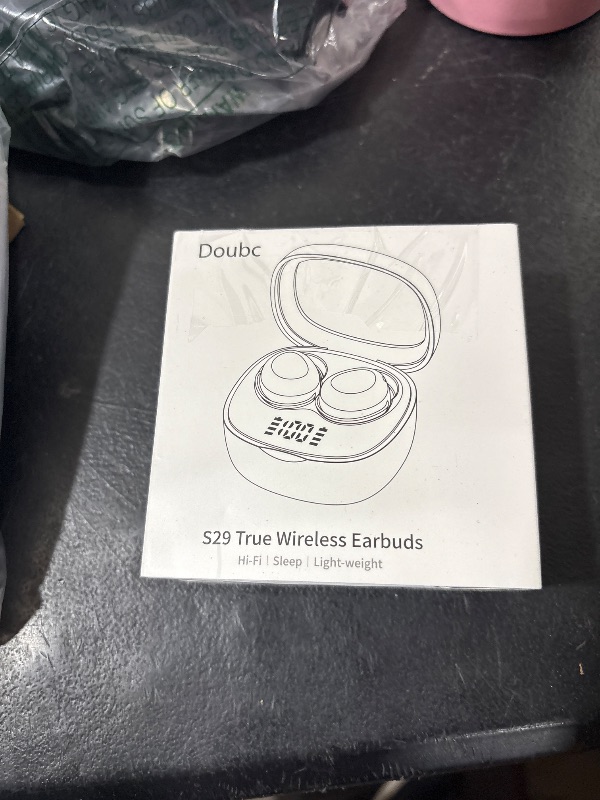 Doubc
100
S29 True Wireless Earbuds
Hi-Fi | Sleep | Light-weight